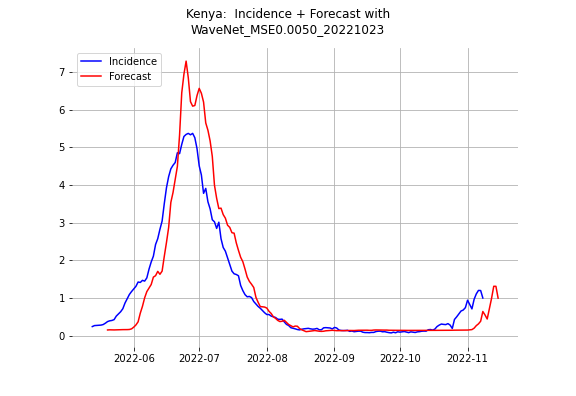 Kenya:  Incidence + Forecast with
WaveNet_MSE0.0050_20221023
Incidence
Forecast
7
6
5
4
3
2
1
0
2022-06 2022-07 2022-08 2022-09 2022-10 2022-11